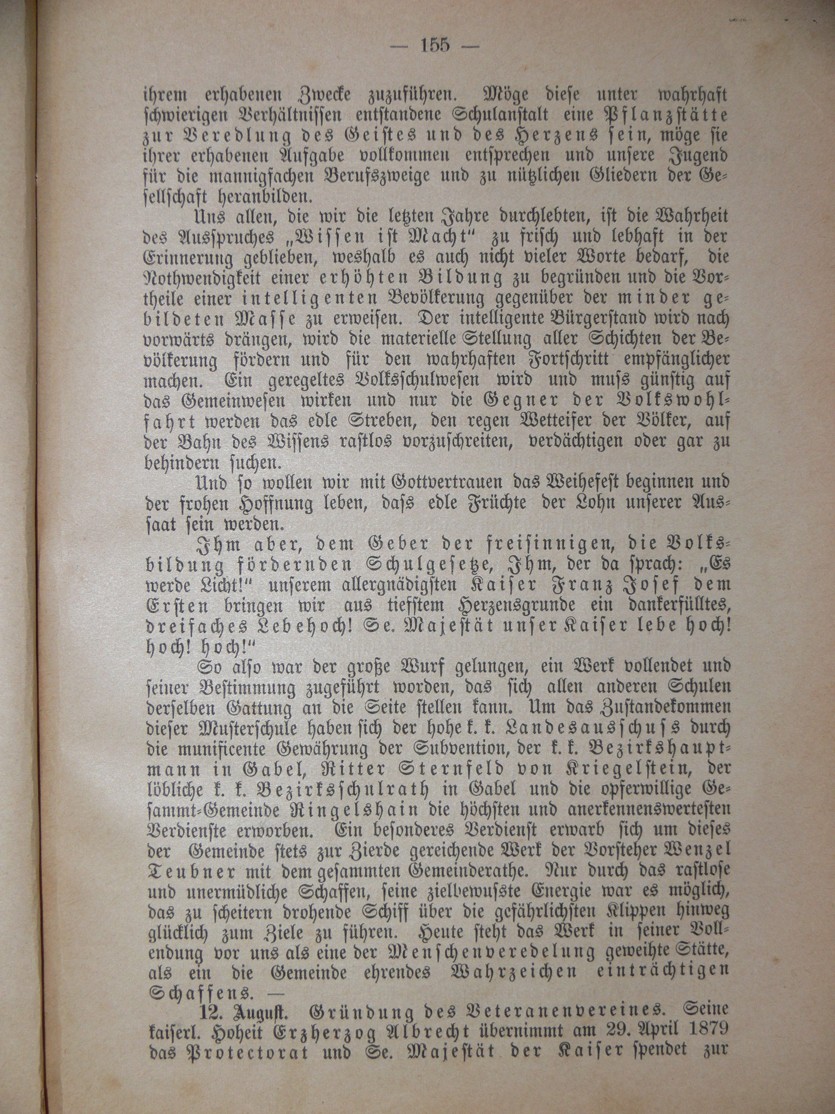 — 155 —
ihrem erhabenen Zwecke zuzuführen. Möge diese unter wahrhaft
schwierigen Verhältnissen entstandene Schulanstalt eine Pflanzstätte
zur Veredlung des Geistes und des Herzens sein, möge sie
ihrer erhabenen Aufgabe vollkommen entsprechen und unsere Jugend
für die mannigfachen Berufszweige und zu nützlichen Gliedern der Ge-
sellschaft heranbilden.
Uns allen, die wir die letzten Jahre durchlebten, ist die Wahrheit
des Ausspruches „Wissen ist Macht“ zu frisch und lebhaft in der
Erinnerung geblieben, weshalb es auch nicht vieler Worte bedarf, die
Nothwendigkeit einer erhöhten Bildung zu begründen und die Vor-
theile einer intelligenten Bevölkerung gegenüber der minder ge-
bildeten Masse zu erweisen. Der intelligente Bürgerstand wird nach
vorwärts drängen, wird die materielle Stellung aller Schichten der Be-
völkerung fördern und für den wahrhaften Fortschritt empfänglicher
machen. Ein geregeltes Volksschulwesen wird und muss günstig auf
das Gemeinwesen wirken und nur die Gegner der Volkswohl-
fahrt werden das edle Streben, den regen Wetteifer der Völker, auf
der Bahn des Wissens rastlos vorzuschreiten, verdächtigen oder gar zu
behindern suchen.
Und so wollen wir mit Gottvertrauen das Weihefest beginnen und
der frohen Hoffnung leben, dass edle Früchte der Lohn unserer Aus-
saat sein werden.
Ihm aber, dem Geber der freisinnigen, die Volks-
bildung fördernden Schulgesetze, Ihm, der da sprach: „Es
werde Licht!“ unserem allergnädigsten Kaiser Franz Josef dem
Ersten bringen wir aus tiefstem Herzensgrunde ein dankerfülltes,
dreifaches Lebehoch! Se. Majestät unser Kaiser lebe hoch!
hoch! hoch!“
So also war der große Wurf gelungen, ein Werk vollendet und
seiner Bestimmung zugeführt worden, das sich allen anderen Schulen
derselben Gattung an die Seite stellen kann. Um das Zustandekommen
dieser Musterschule haben sich der hohe k. k. Landesausschuss durch
die munificente Gewährung der Subvention, der k. k. Bezirkshaupt-
mann in Gabel, Ritter Sternfeld von Kriegelstein, der
löbliche k. k. Bezirksschulrath in Gabel und die opferwillige Ge-
sammt-Gemeinde Ringelshain die höchsten und anerkennenswertesten
Verdienste erworben. Ein besonderes Verdienst erwarb sich um dieses
der Gemeinde stets zur Zierde gereichende Werk der Vorsteher Wenzel
Teubner mit dem gesammten Gemeinderathe. Nur durch das rastlose
und unermüdliche Schaffen, seine zielbewusste Energie war es möglich,
das zu scheitern drohende Schiff über die gefährlichsten Klippen hinweg
glücklich zum Ziele zu führen. Heute steht das Werk in seiner Voll-
endung vor uns als eine der Menschenveredelung geweihte Stätte,
als ein die Gemeinde ehrendes Wahrzeichen einträchtigen
Schaffens. —
12. August. Gründung des Veteranenvereines. Seine
kaiserl. Hoheit Erzherzog Albrecht übernimmt am 29. April 1879
das Protectorat und Se. Majestät der Kaiser spendet zur